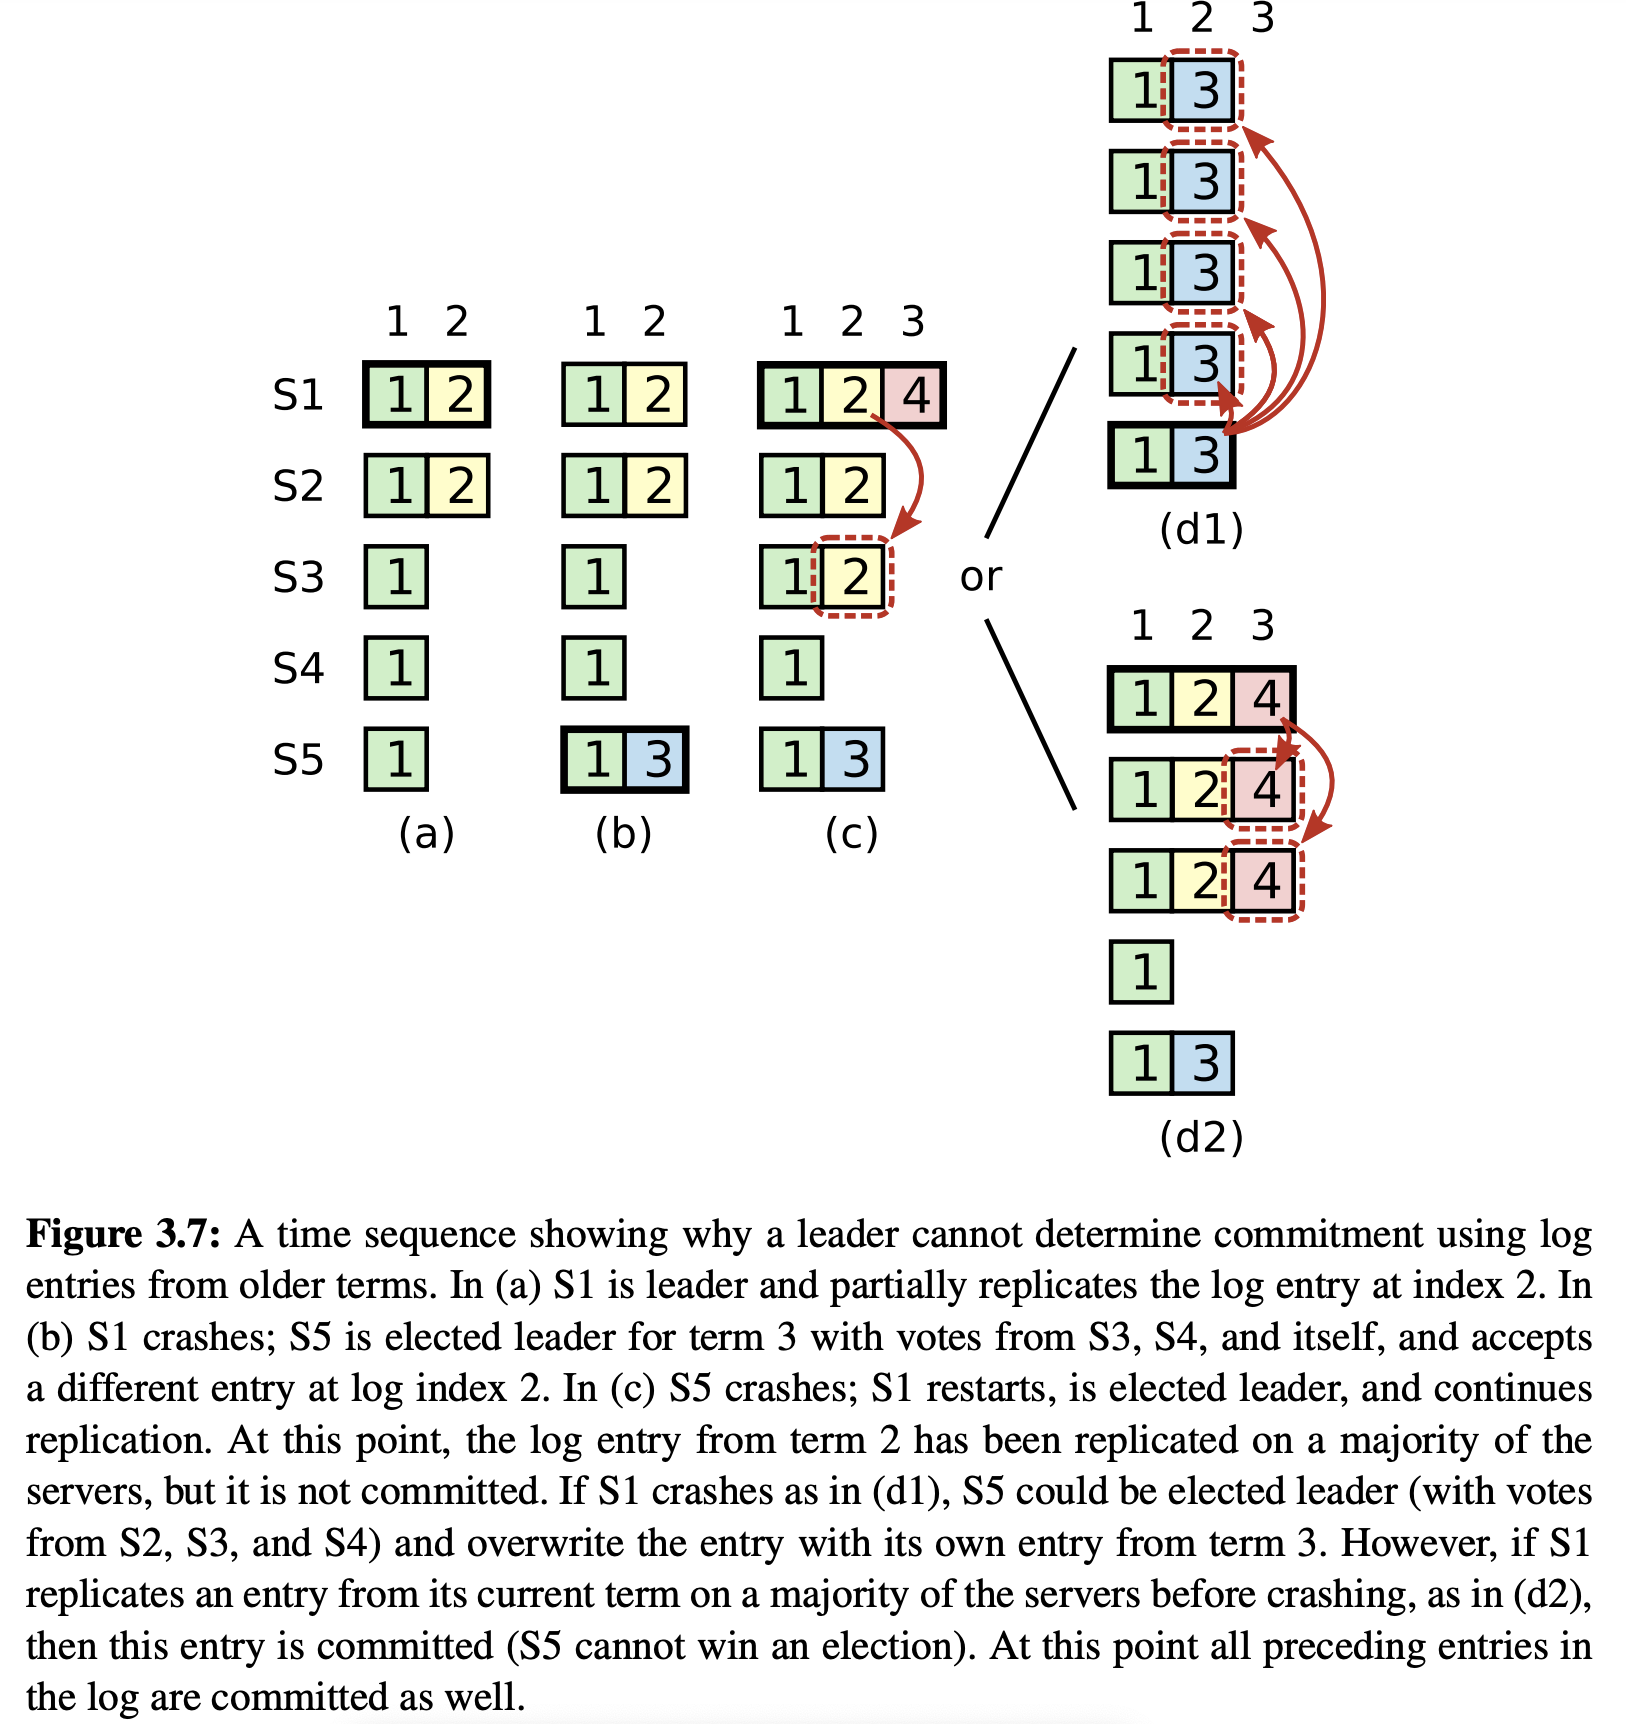 1 2 3
1 3
1 3
1 3
1 3
1 3
(d1)
1 2
1 2
1 2 3
S1 1 2 1 2 1 2 4
S2 1 2 1 2 1 2
S3 1 1 1 2
or
S4 1 1 1
S5 1 1 3 1 3
(a) (b) (c)
1 2 3
1 2 4
1 2 4
1 2 4
1
1 3
(d2)
Figure 3.7: A time sequence showing why a leader cannot determine commitment using log
entries from older terms. In (a) S1 is leader and partially replicates the log entry at index 2. In
(b) S1 crashes; S5 is elected leader for term 3 with votes from S3, S4, and itself, and accepts
a different entry at log index 2. In (c) S5 crashes; S1 restarts, is elected leader, and continues
replication. At this point, the log entry from term 2 has been replicated on a majority of the
servers, but it is not committed. If S1 crashes as in (d1), S5 could be elected leader (with votes
from S2, S3, and S4) and overwrite the entry with its own entry from term 3. However, if S1
replicates an entry from its current term on a majority of the servers before crashing, as in (d2),
then this entry is committed (S5 cannot win an election). At this point all preceding entries in
the log are committed as well.